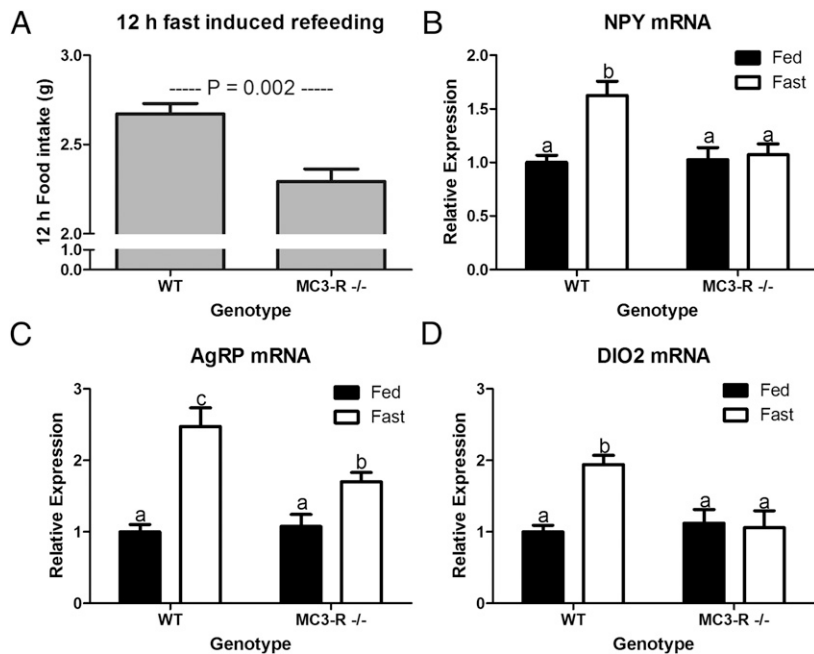 A
12 h fast induced refeeding
3.0
2.5
2.0
1.0
0.0
12 h Food intake (g)
----- P = 0.002 -----
WT
MC3-R -/-
Genotype
B
NPY mRNA
2.0
1.5
1.0
0.5
0.0
Relative Expression
Fed
Fast
a
b
a
a
WT
MC3-R -/-
Genotype
C
AgRP mRNA
3
2
1
0
Relative Expression
Fed
Fast
a
c
a
b
WT
MC3-R -/-
Genotype
D
DIO2 mRNA
3
2
1
0
Relative Expression
Fed
Fast
a
b
a
a
WT
MC3-R -/-
Genotype